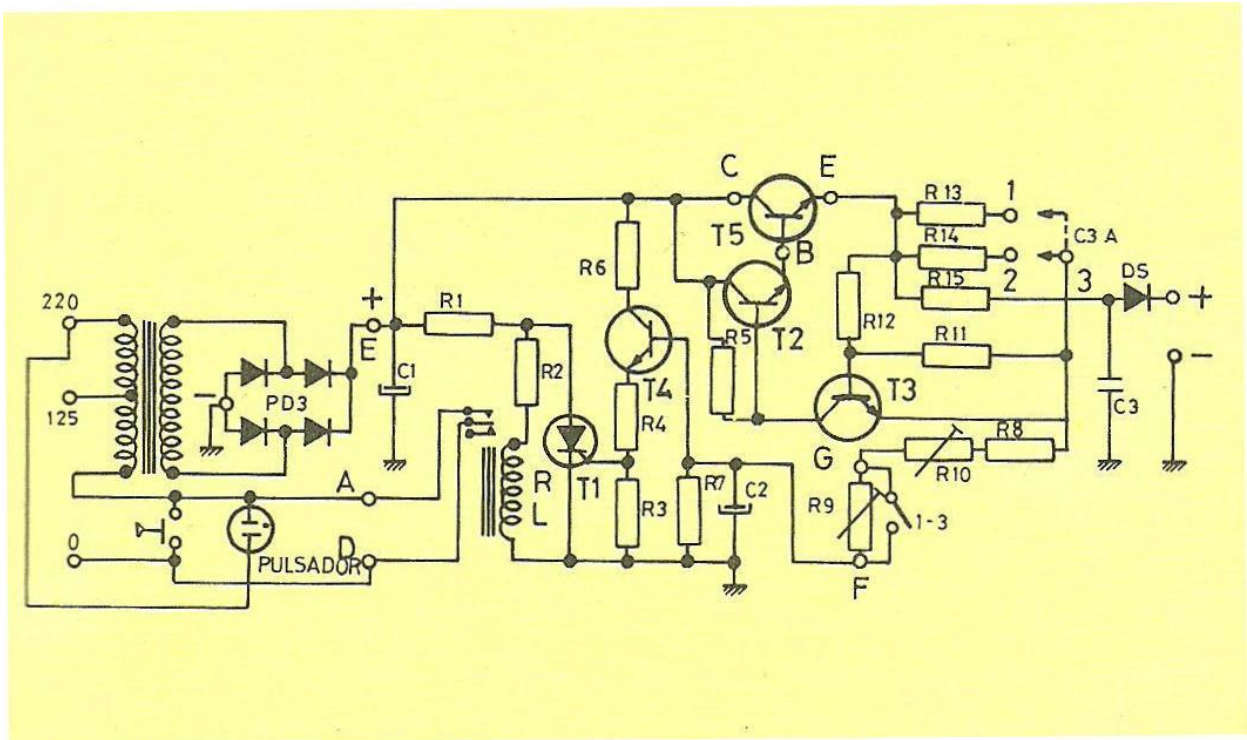 C
E
R13
1
T5
R14
C3 A
B
2
R6
R15
3
DS
220
+
R1
R5
T2
R12
+
E
R11
-
C1
R2
T4
T3
-
PD3
125
C3
R4
G
R8
R10
A
R
L
T1
R3
R7
C2
R9
1-3
0
D
PULSADOR
F